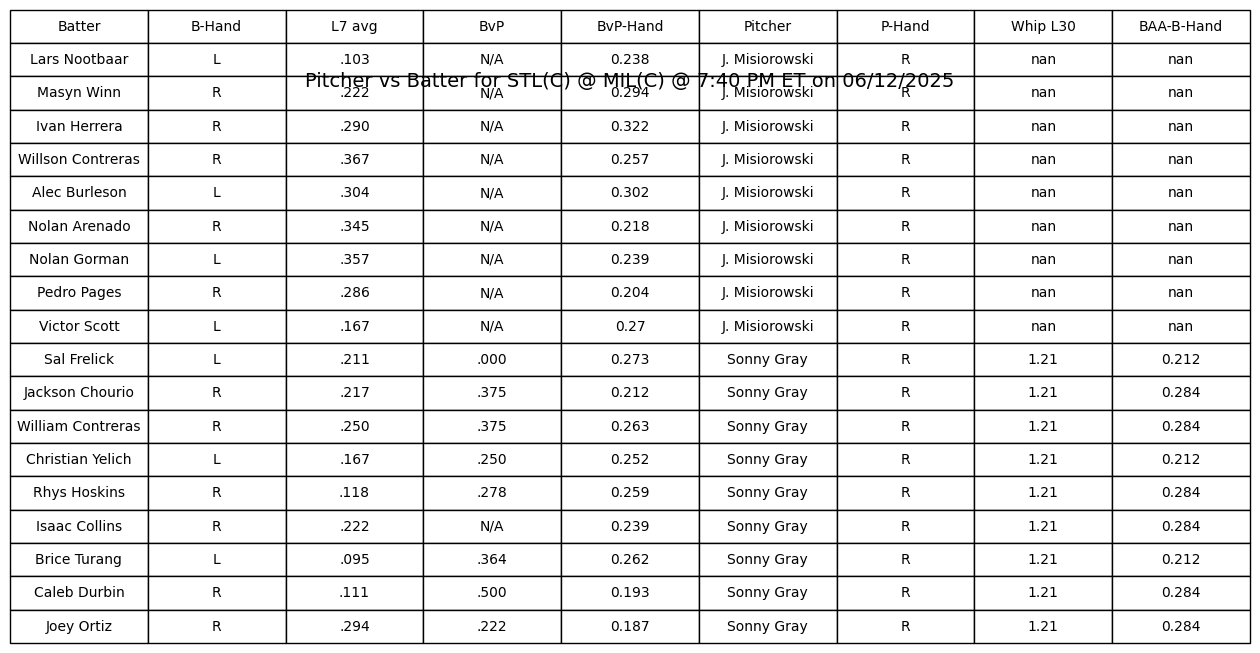 Batter B-Hand L7 avg BvP BvP-Hand Pitcher P-Hand Whip L30 BAA-B-Hand
Lars Nootbaar L .103 N/A 0.238 J. Misiorowski R nan nan
Pitcher vs Batter for STL(C) @ MIL(C) @ 7:40 PM ET on 06/12/2025
Masyn Winn R .222 N/A 0.294 J. Misiorowski R nan nan
Ivan Herrera R .290 N/A 0.322 J. Misiorowski R nan nan
Willson Contreras R .367 N/A 0.257 J. Misiorowski R nan nan
Alec Burleson L .304 N/A 0.302 J. Misiorowski R nan nan
Nolan Arenado R .345 N/A 0.218 J. Misiorowski R nan nan
Nolan Gorman L .357 N/A 0.239 J. Misiorowski R nan nan
Pedro Pages R .286 N/A 0.204 J. Misiorowski R nan nan
Victor Scott L .167 N/A 0.27 J. Misiorowski R nan nan
Sal Frelick L .211 .000 0.273 Sonny Gray R 1.21 0.212
Jackson Chourio R .217 .375 0.212 Sonny Gray R 1.21 0.284
William Contreras R .250 .375 0.263 Sonny Gray R 1.21 0.284
Christian Yelich L .167 .250 0.252 Sonny Gray R 1.21 0.212
Rhys Hoskins R .118 .278 0.259 Sonny Gray R 1.21 0.284
Isaac Collins R .222 N/A 0.239 Sonny Gray R 1.21 0.284
Brice Turang L .095 .364 0.262 Sonny Gray R 1.21 0.212
Caleb Durbin R .111 .500 0.193 Sonny Gray R 1.21 0.284
Joey Ortiz R .294 .222 0.187 Sonny Gray R 1.21 0.284